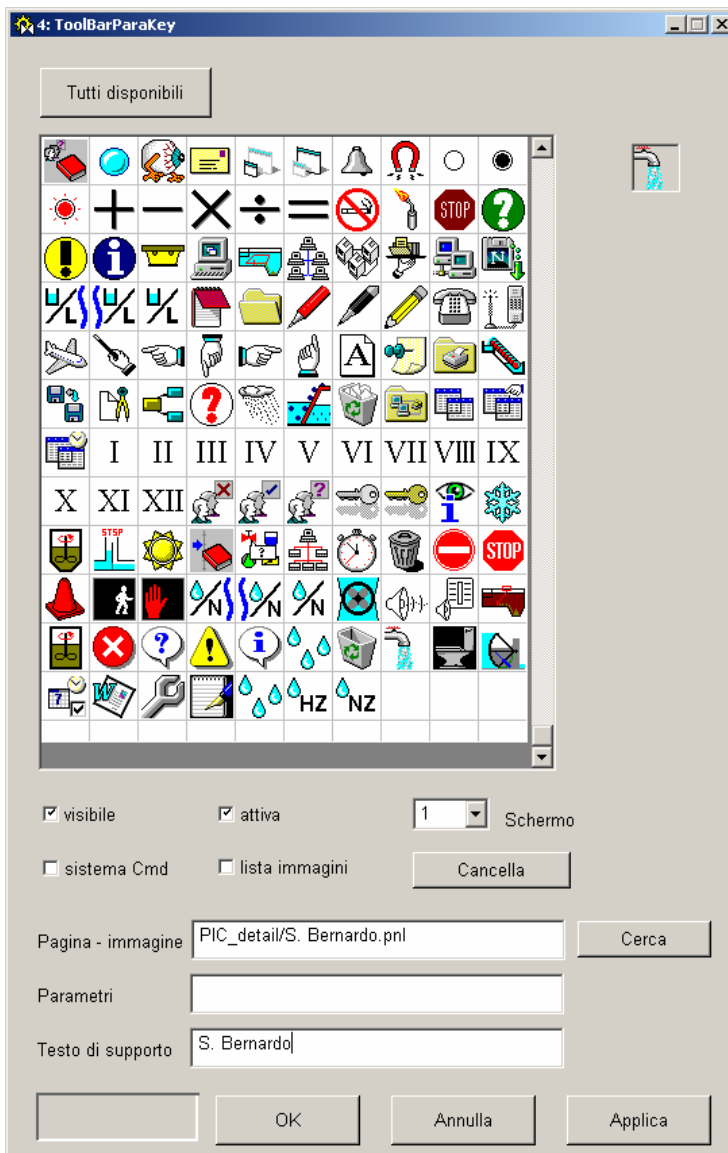 4: ToolBarParaKey
Tutti disponibili
STOP ?
! i N
U/L U/L U/L
A
?
I II III IV V VI VII VIII IX
X XI XII ? i
STSP ? STOP
/N /N /N
? ! i
7 W HZ NZ
visibile attiva 1 Schermo
sistema Cmd lista immagini Cancella
Pagina - immagine PIC_detail/S. Bernardo.pnl Cerca
Parametri
Testo di supporto S. Bernardo
OK Annulla Applica